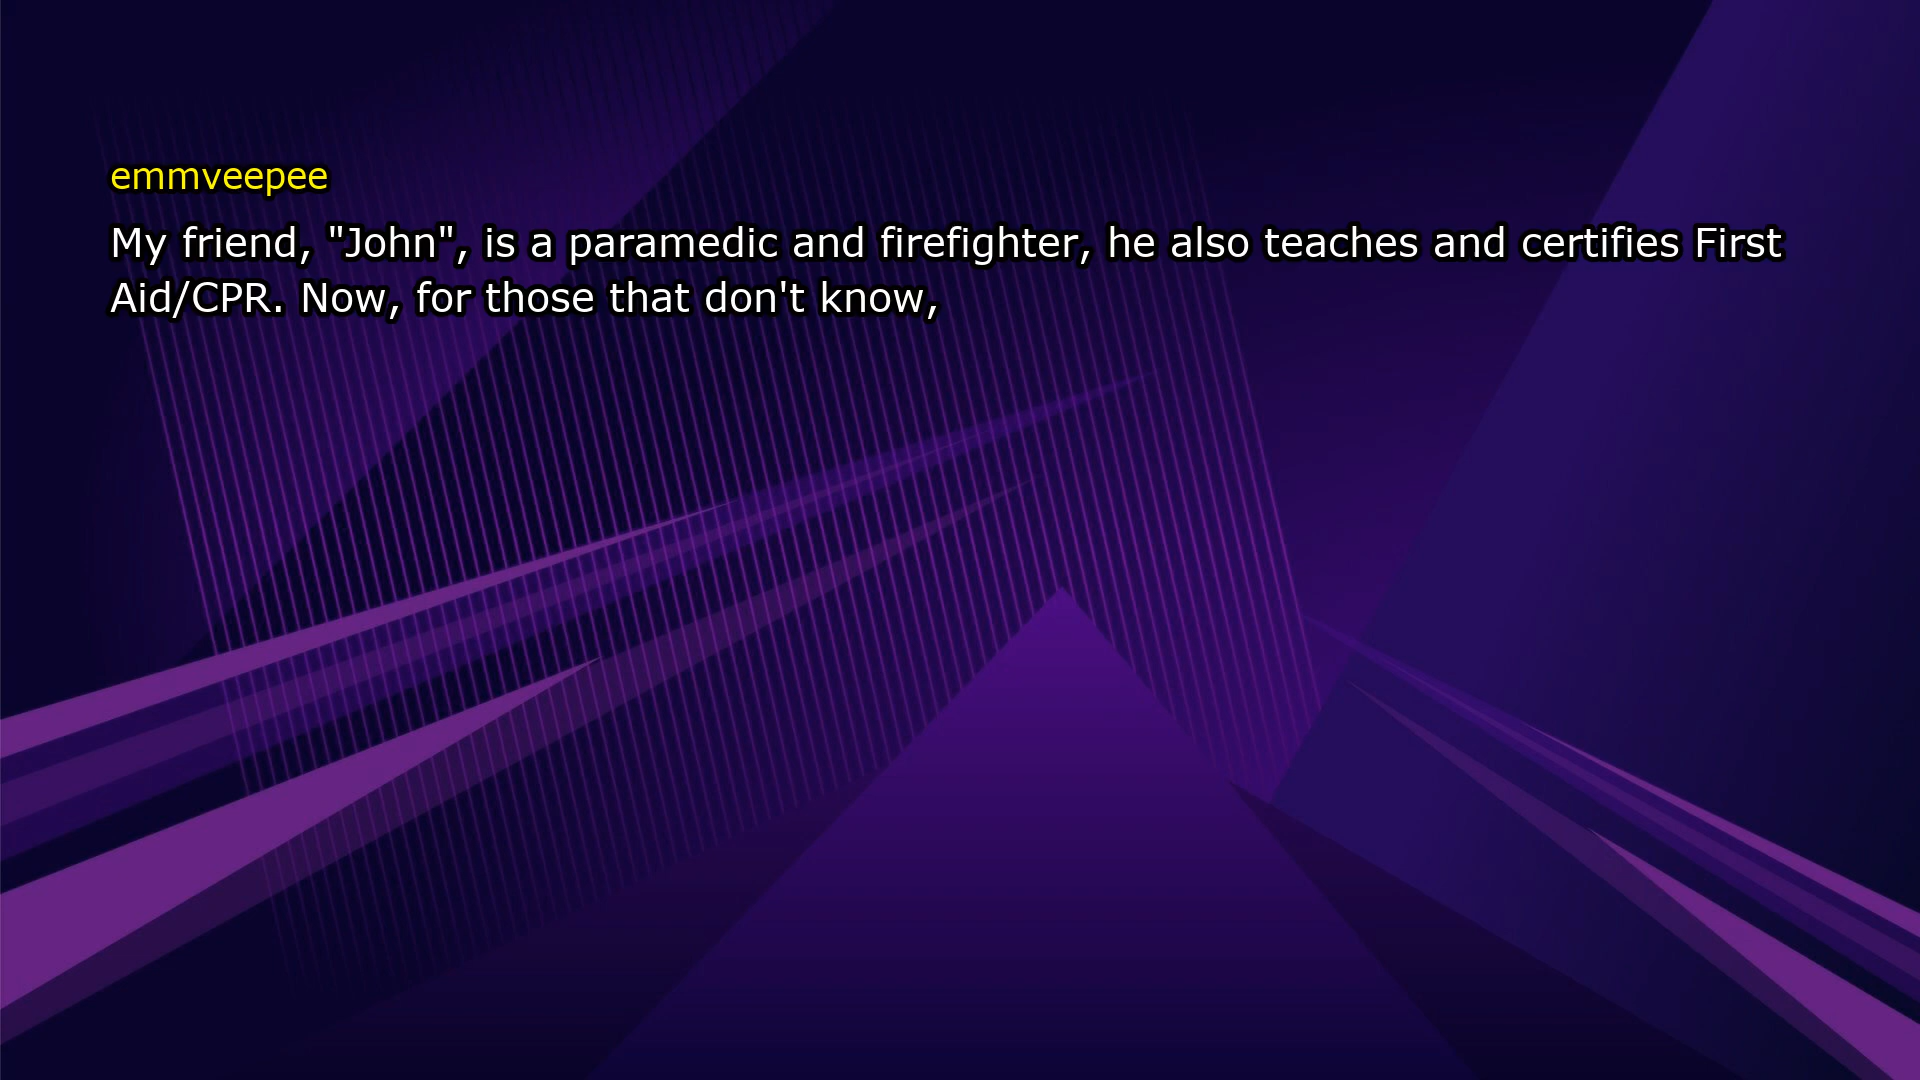 emmveepee
My friend, "John", is a paramedic and firefighter, he also teaches and certifies First
Aid/CPR. Now, for those that don't know,